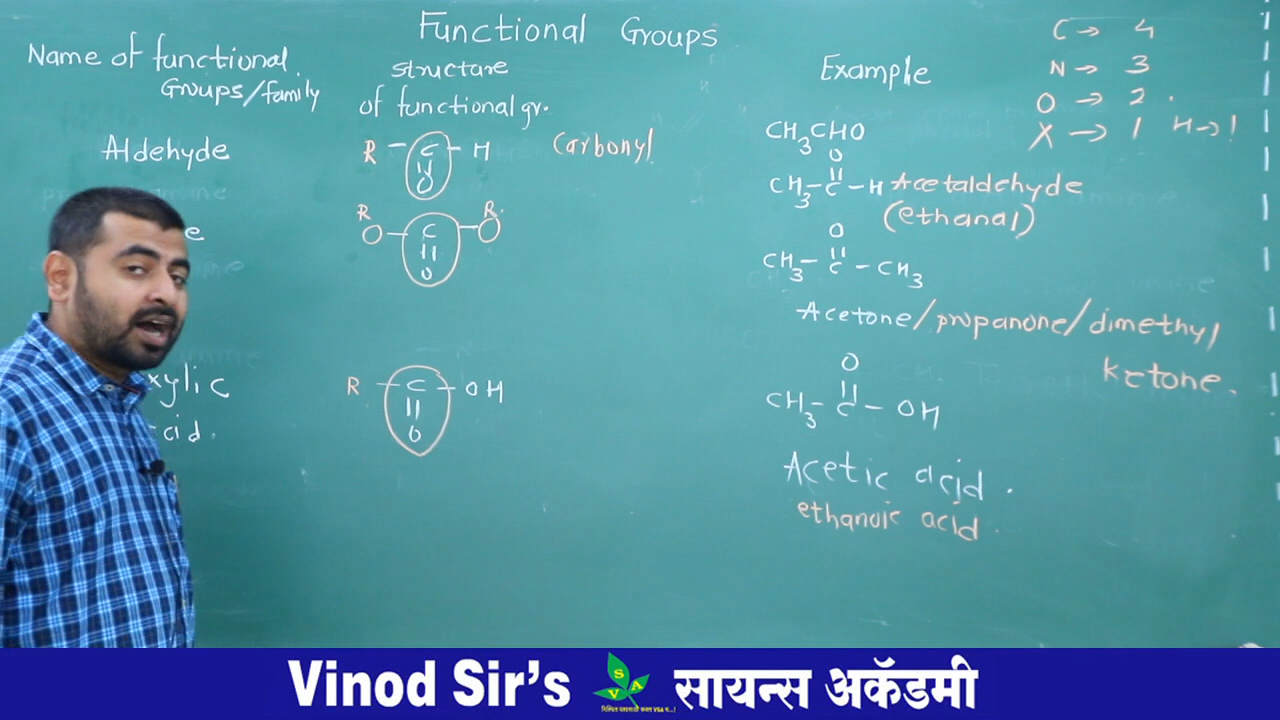 Functional Groups
Name of functional
Groups/family
structure
of functional gr.
Example
C → 4
N → 3
O → 2.
X → 1 H→1
Aldehyde
R - C - H
O
Carbonyl
CH3CHO
O
CH3-C-H Acetaldehyde
(ethanal)
e
R R
O - C - O
O
O
CH3-C-CH3
Acetone/propanone/dimethyl
ketone.
xylic
cid.
R - C - OH
O
O
CH3-C-OH
Acetic acid.
ethanoic acid.
Vinod Sir's SVA सायन्स अकॅडमी